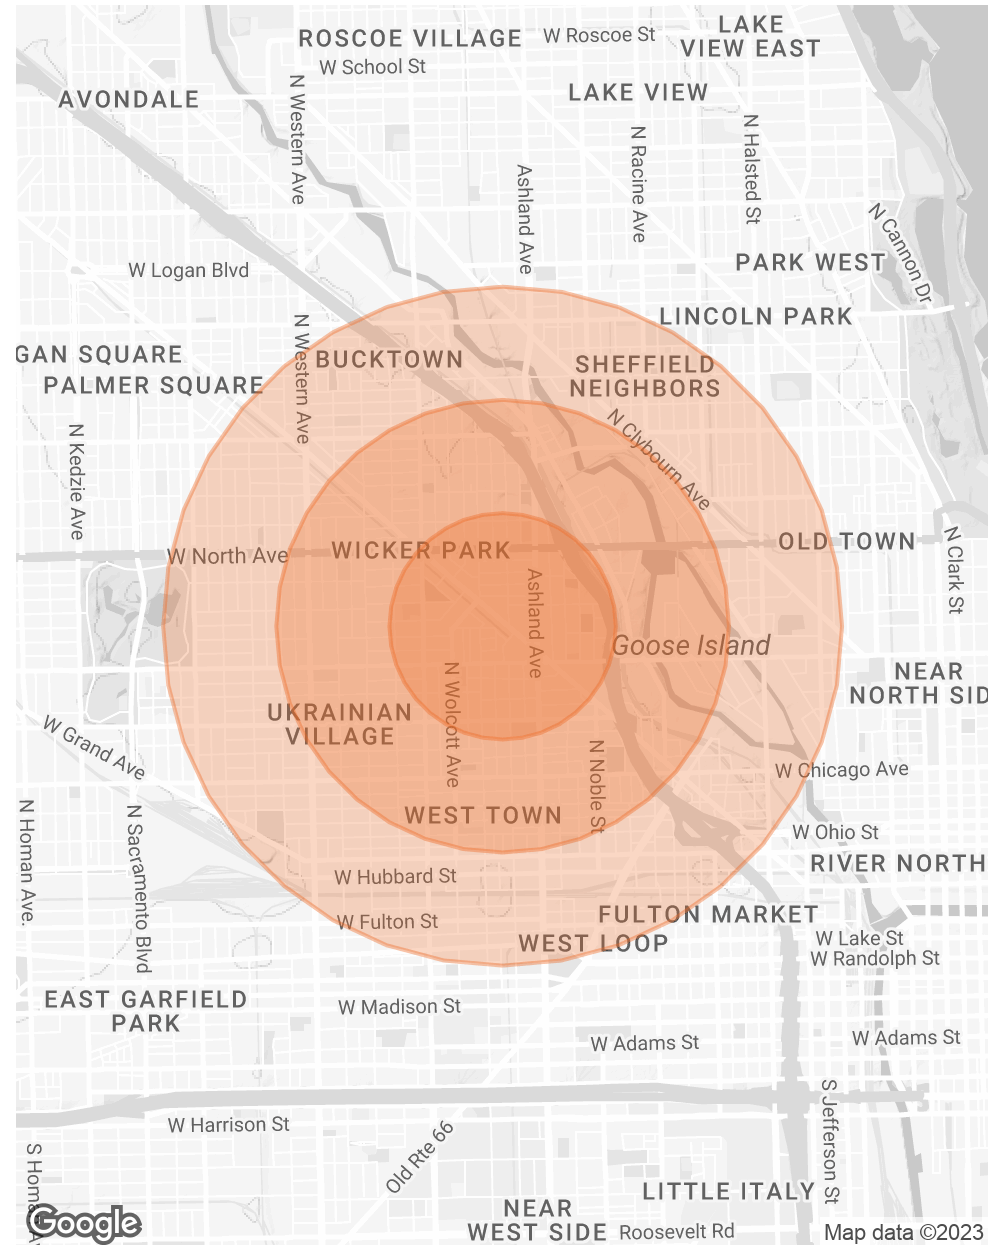 LAKE
VIEW EAST
ROSCOE VILLAGE
W Roscoe St
W School St
AVONDALE
LAKE VIEW
N Western Ave
N Racine Ave
N Halsted St
Ashland Ave
N Cannon Dr
W Logan Blvd
PARK WEST
LINCOLN PARK
N Western Ave
GAN SQUARE
BUCKTOWN
SHEFFIELD
NEIGHBORS
PALMER SQUARE
N Kedzie Ave
N Clybourn Ave
W North Ave
WICKER PARK
OLD TOWN
N Clark St
Ashland Ave
Goose Island
NEAR
NORTH SID
N Wolcott Ave
UKRAINIAN
VILLAGE
W Grand Ave
N Noble St
W Chicago Ave
WEST TOWN
N Homan Ave.
N Sacramento Blvd
W Ohio St
RIVER NORTH
W Hubbard St
W Fulton St
FULTON MARKET
WEST LOOP
W Lake St
W Randolph St
EAST GARFIELD
PARK
W Madison St
W Adams St
W Adams St
S Jefferson St
W Harrison St
Old Rte 66
LITTLE ITALY
NEAR
WEST SIDE
Roosevelt Rd
Google
Map data ©2023